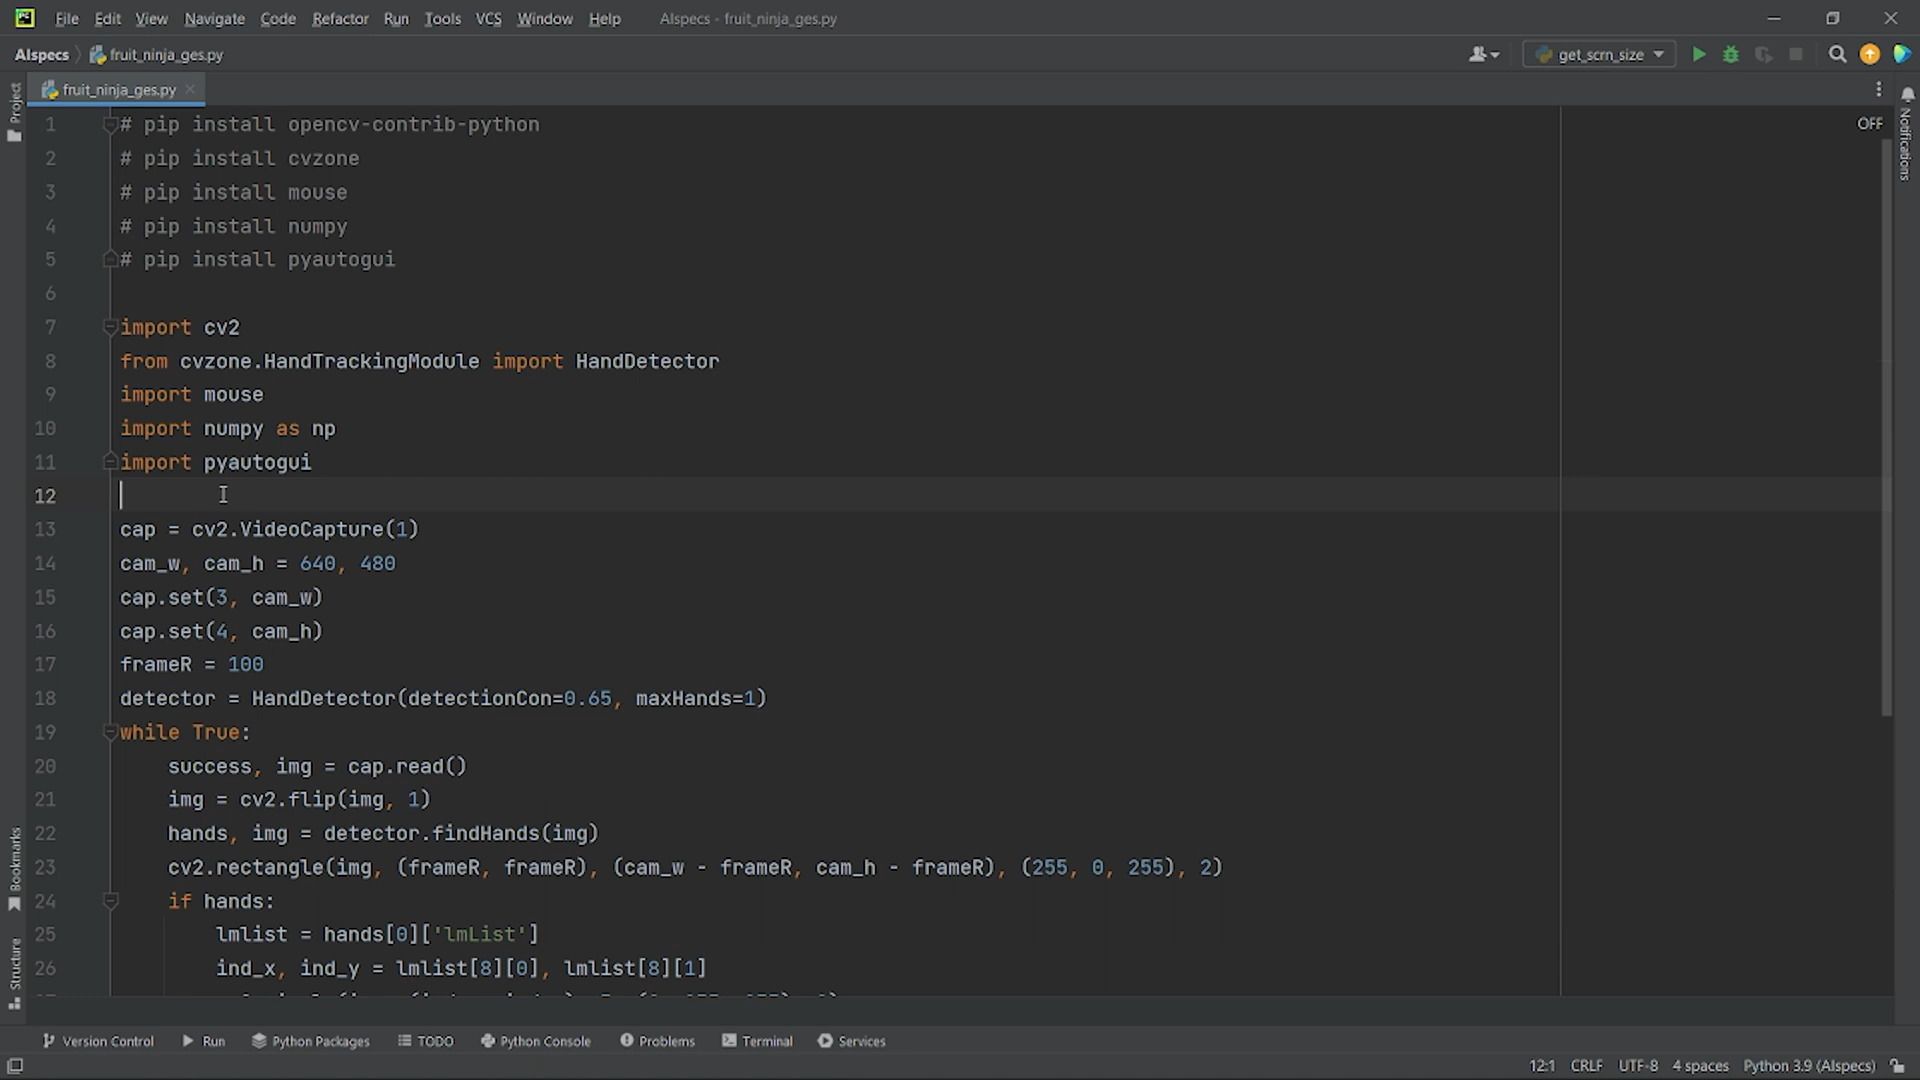 File Edit View Navigate Code Refactor Run Tools VCS Window Help AIspecs - fruit_ninja_ges.py
AIspecs fruit_ninja_ges.py get_scrn_size
Project
fruit_ninja_ges.py
OFF
Notifications
1 # pip install opencv-contrib-python
2 # pip install cvzone
3 # pip install mouse
4 # pip install numpy
5 # pip install pyautogui
6
7 import cv2
8 from cvzone.HandTrackingModule import HandDetector
9 import mouse
10 import numpy as np
11 import pyautogui
12
13 cap = cv2.VideoCapture(1)
14 cam_w, cam_h = 640, 480
15 cap.set(3, cam_w)
16 cap.set(4, cam_h)
17 frameR = 100
18 detector = HandDetector(detectionCon=0.65, maxHands=1)
19 while True:
20 success, img = cap.read()
21 img = cv2.flip(img, 1)
22 hands, img = detector.findHands(img)
23 cv2.rectangle(img, (frameR, frameR), (cam_w - frameR, cam_h - frameR), (255, 0, 255), 2)
24 if hands:
25 lmlist = hands[0]['lmList']
26 ind_x, ind_y = lmlist[8][0], lmlist[8][1]
Bookmarks
Structure
Version Control Run Python Packages TODO Python Console Problems Terminal Services
12:1 CRLF UTF-8 4 spaces Python 3.9 (AIspecs)